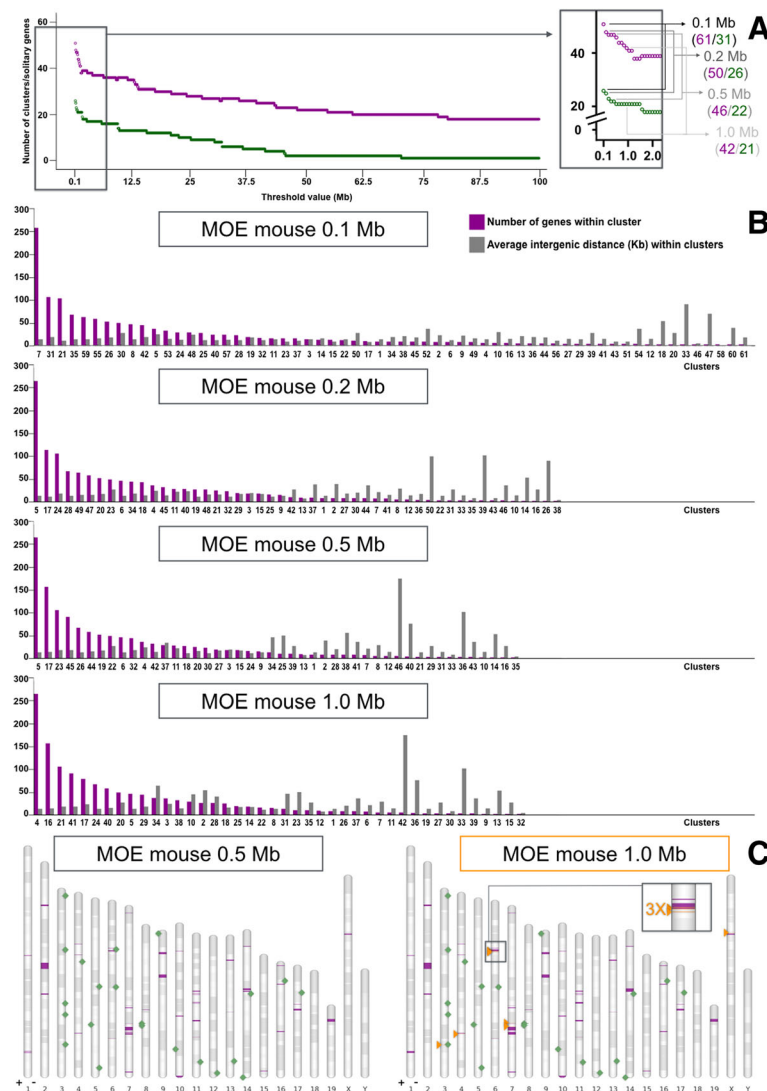 A
Number of clusters/solitary genes
60
40
20
0
0.1 12.5 25 37.5 50 62.5 75 87.5 100
Threshold value (Mb)
40
20
0
0.1 1.0 2.0
0.1 Mb
(61/31)
0.2 Mb
(50/26)
0.5 Mb
(46/22)
1.0 Mb
(42/21)
B
MOE mouse 0.1 Mb
Number of genes within cluster
Average intergenic distance (Kb) within clusters
300
250
200
150
100
50
0
7 31 21 35 59 55 26 30 8 42 5 53 24 48 25 40 57 28 19 32 11 23 37 3 14 15 22 50 17 1 34 38 45 52 2 6 9 49 4 10 16 13 36 44 56 27 29 39 41 43 51 54 12 18 20 33 46 47 58 60 61
Clusters
MOE mouse 0.2 Mb
300
250
200
150
100
50
0
5 17 24 28 49 47 20 23 6 34 18 4 45 11 40 19 48 21 32 29 3 15 25 9 42 13 37 1 2 27 30 44 7 41 8 12 36 50 22 31 33 35 39 43 46 10 14 16 26 38
Clusters
MOE mouse 0.5 Mb
300
250
200
150
100
50
0
5 17 23 45 26 44 19 22 6 32 4 42 37 11 18 20 30 27 3 15 24 9 34 25 39 13 1 2 28 38 41 7 8 12 46 40 21 29 31 33 36 43 10 14 16 35
Clusters
MOE mouse 1.0 Mb
300
250
200
150
100
50
0
4 16 21 41 17 24 40 20 5 29 34 3 38 10 2 28 18 25 14 22 8 31 23 35 12 1 26 37 6 7 11 42 36 19 27 30 33 39 9 13 15 32
Clusters
C
MOE mouse 0.5 Mb
MOE mouse 1.0 Mb
3X
+ - 1 2 3 4 5 6 7 8 9 10 11 12 13 14 15 16 17 18 19 X Y
+ - 1 2 3 4 5 6 7 8 9 10 11 12 13 14 15 16 17 18 19 X Y